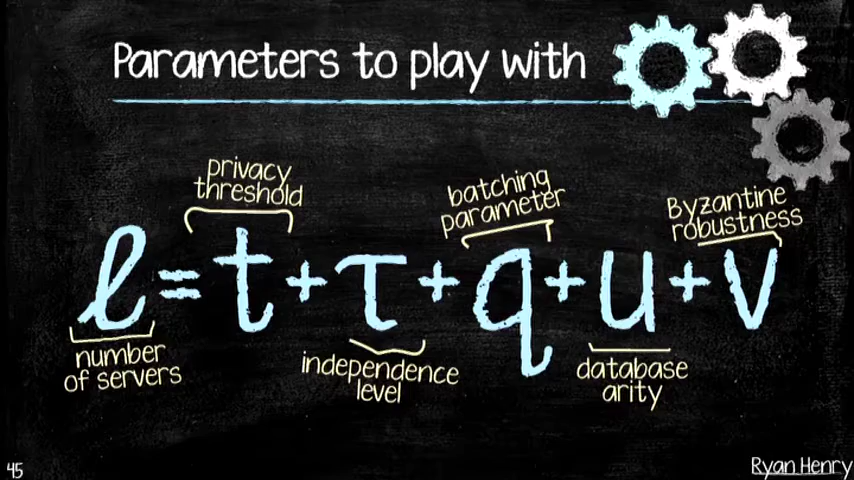 Parameters to play with
privacy
threshold
batching
parameter
Byzantine
robustness
ℓ=t+τ+q+u+v
number
of servers
independence
level
database
arity
45
Ryan Henry